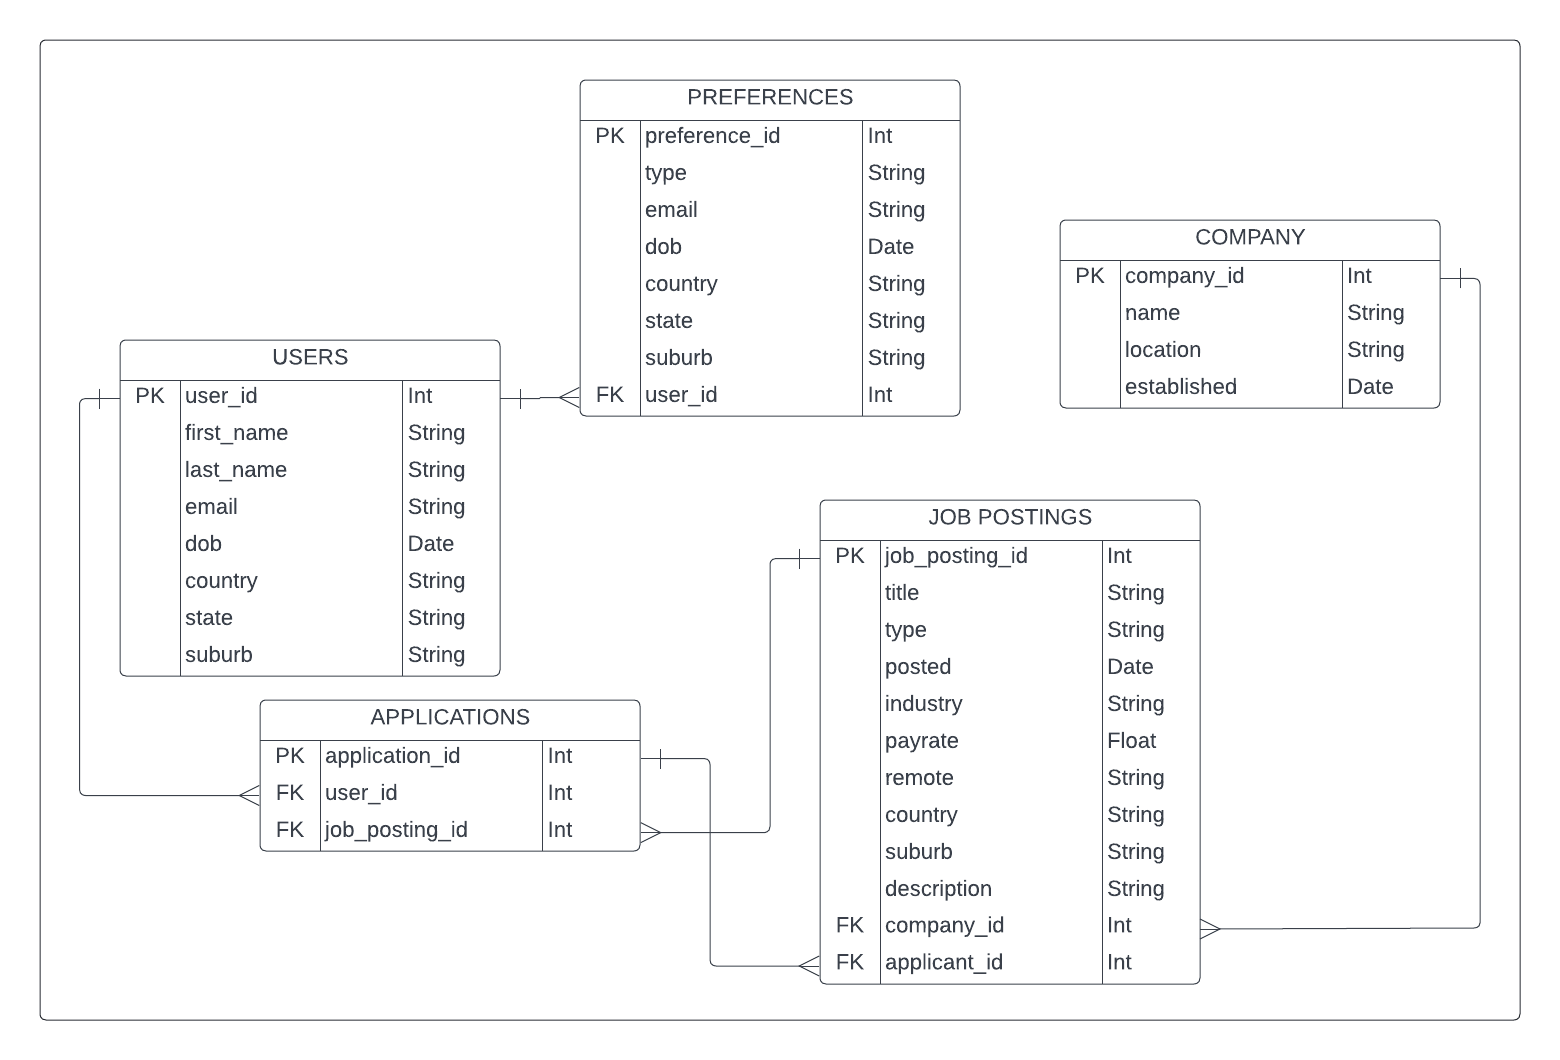 PREFERENCES
PK preference_id Int
type String
email String
dob Date
country String
state String
suburb String
FK user_id Int
COMPANY
PK company_id Int
name String
location String
established Date
USERS
PK user_id Int
first_name String
last_name String
email String
dob Date
country String
state String
suburb String
JOB POSTINGS
PK job_posting_id Int
title String
type String
posted Date
industry String
payrate Float
remote String
country String
suburb String
description String
FK company_id Int
FK applicant_id Int
APPLICATIONS
PK application_id Int
FK user_id Int
FK job_posting_id Int